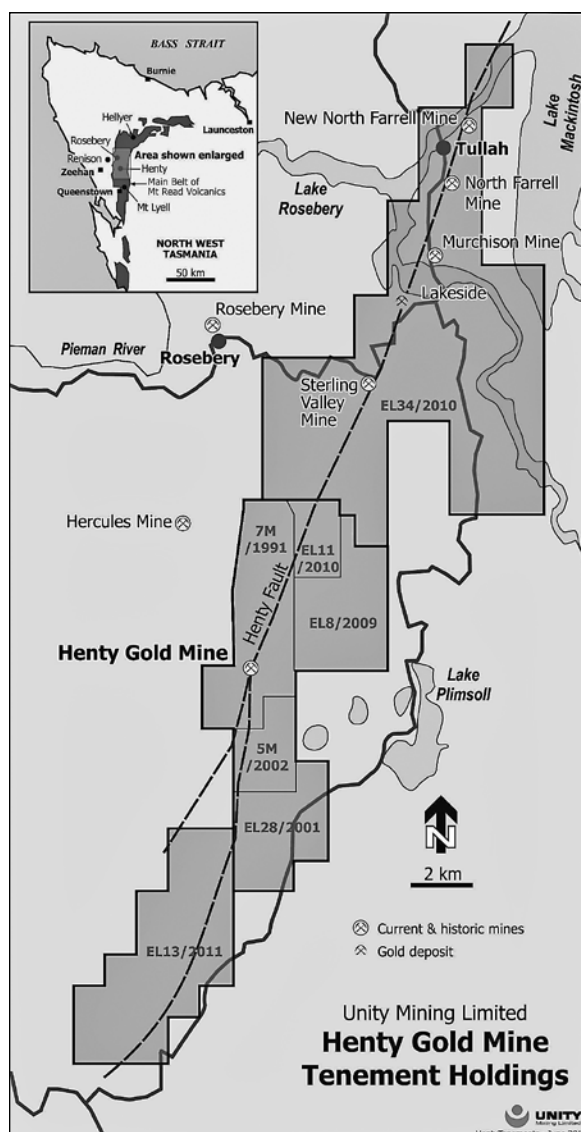 BASS STRAIT
Burnie
Hellyer
Launceston
Rosebery
Area shown enlarged
Renison
Henty
Zeehan
Main Belt of
Mt Read Volcanics
Queenstown
Mt Lyell
NORTH WEST
TASMANIA
50 km
New North Farrell Mine
Lake
Mackintosh
Tullah
North Farrell
Mine
Lake
Rosebery
Murchison Mine
Lakeside
Rosebery Mine
Pieman River
Rosebery
Sterling
Valley
Mine
EL34/2010
Hercules Mine
7M
/1991
EL11
/2010
Henty Fault
EL8/2009
Henty Gold Mine
Lake
Plimsoll
5M
/2002
EL28/2001
N
2 km
Current & historic mines
Gold deposit
EL13/2011
Unity Mining Limited
Henty Gold Mine
Tenement Holdings
UNITY
Mining Limited